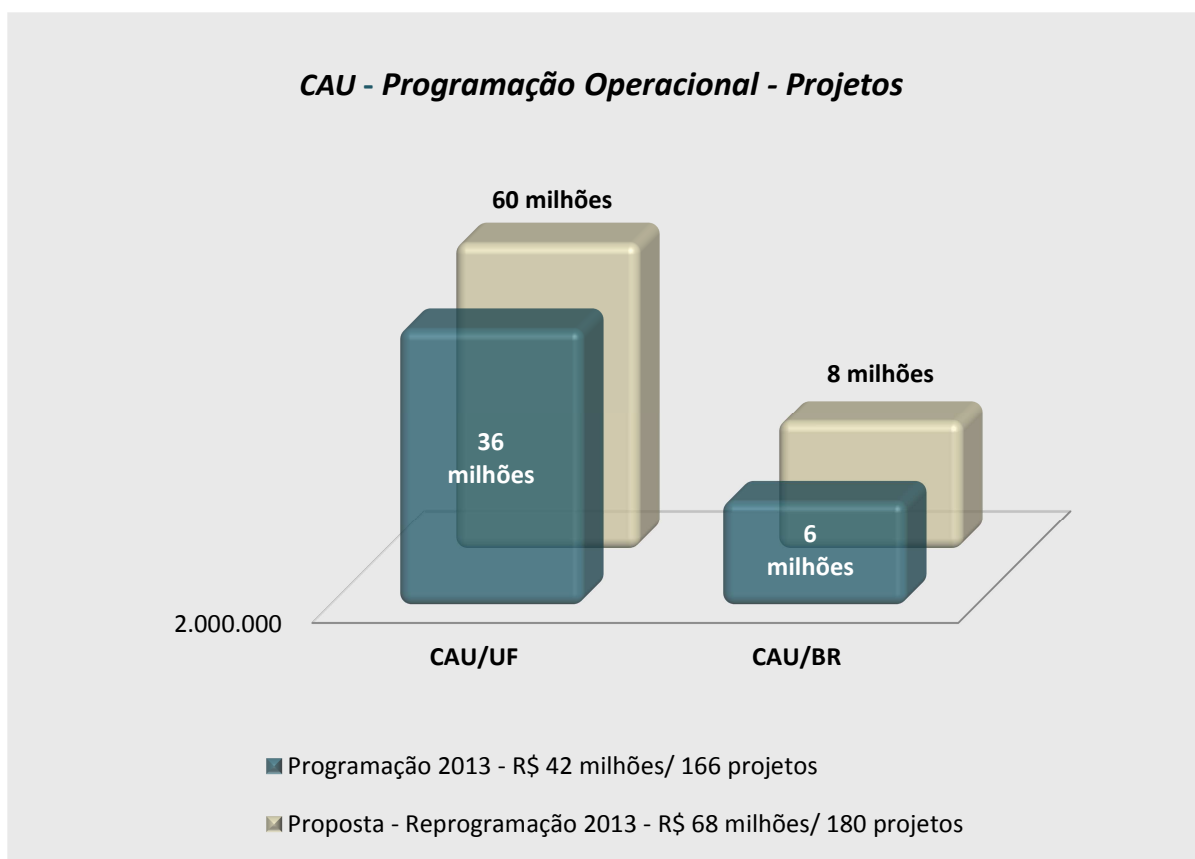 CAU - Programação Operacional - Projetos
60 milhões
8 milhões
36
milhões
6
milhões
2.000.000
CAU/UF
CAU/BR
Programação 2013 - R$ 42 milhões/ 166 projetos
Proposta - Reprogramação 2013 - R$ 68 milhões/ 180 projetos